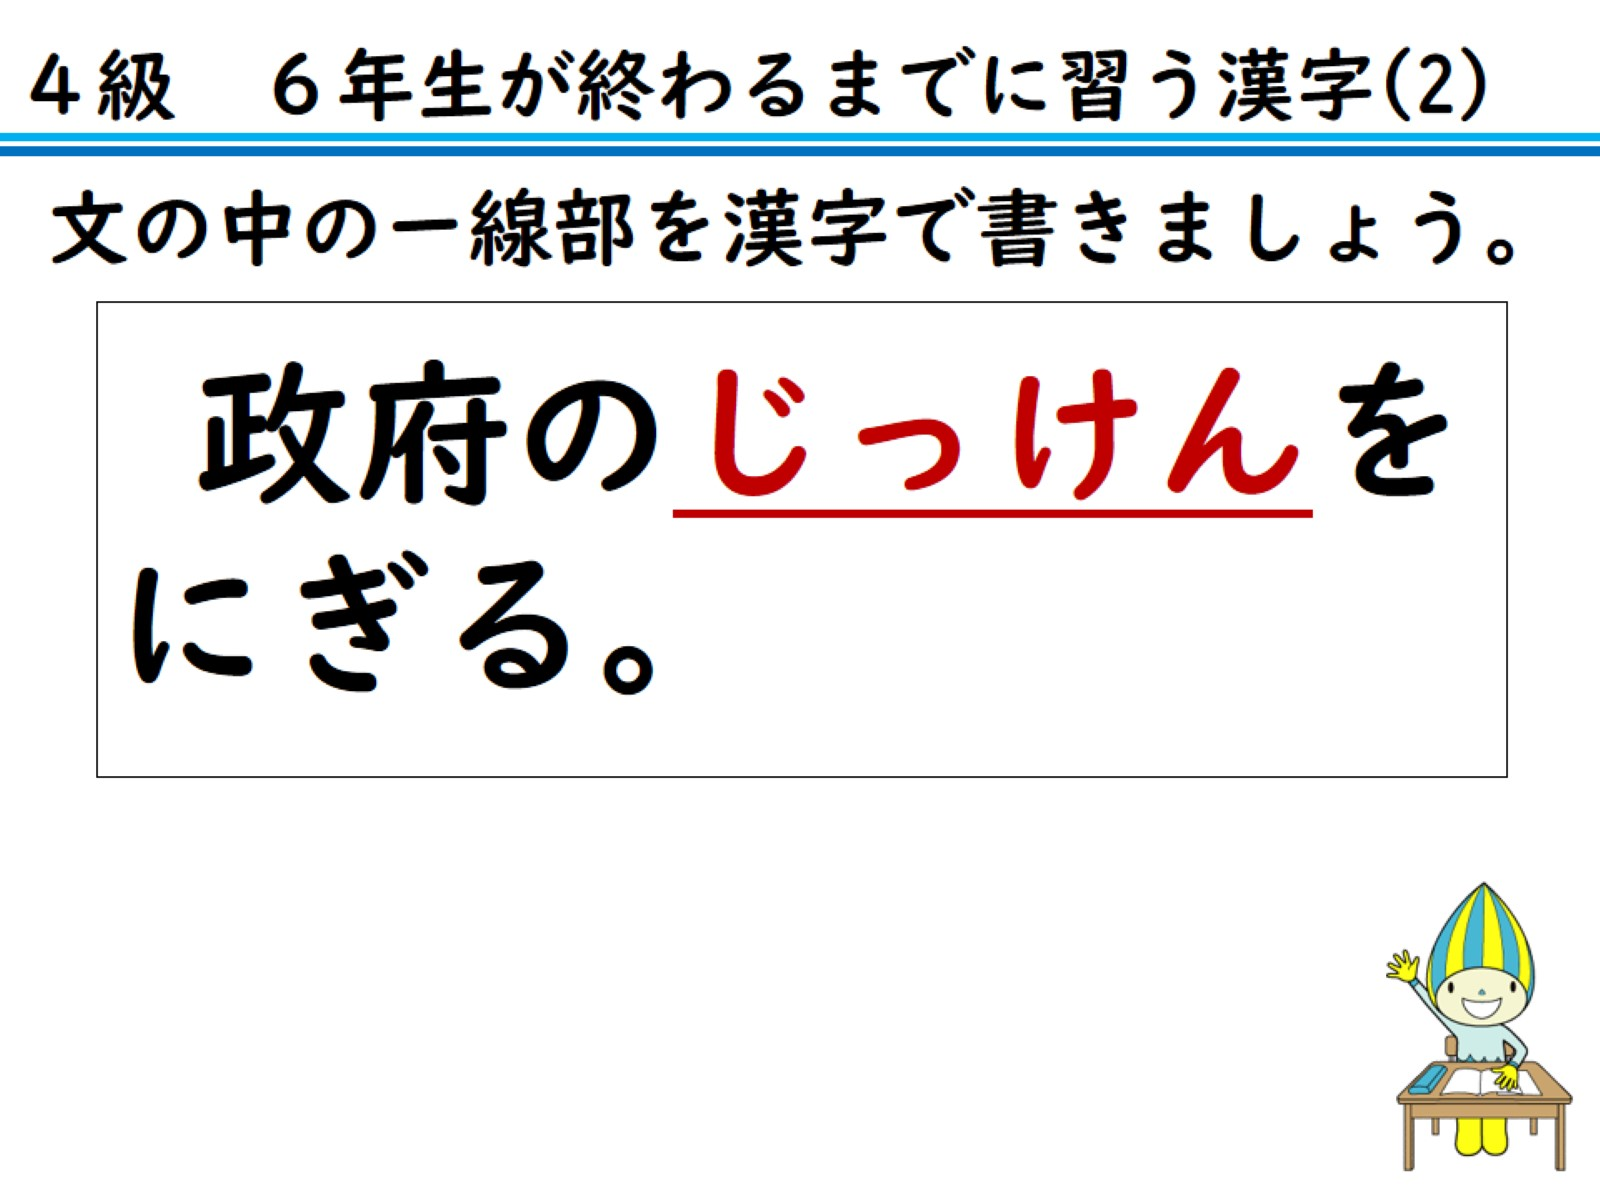 ４級　６年生が終わるまでに習う漢字(2)
文の中の―線部を漢字で書きましょう。
政府のじっけんを
にぎる。